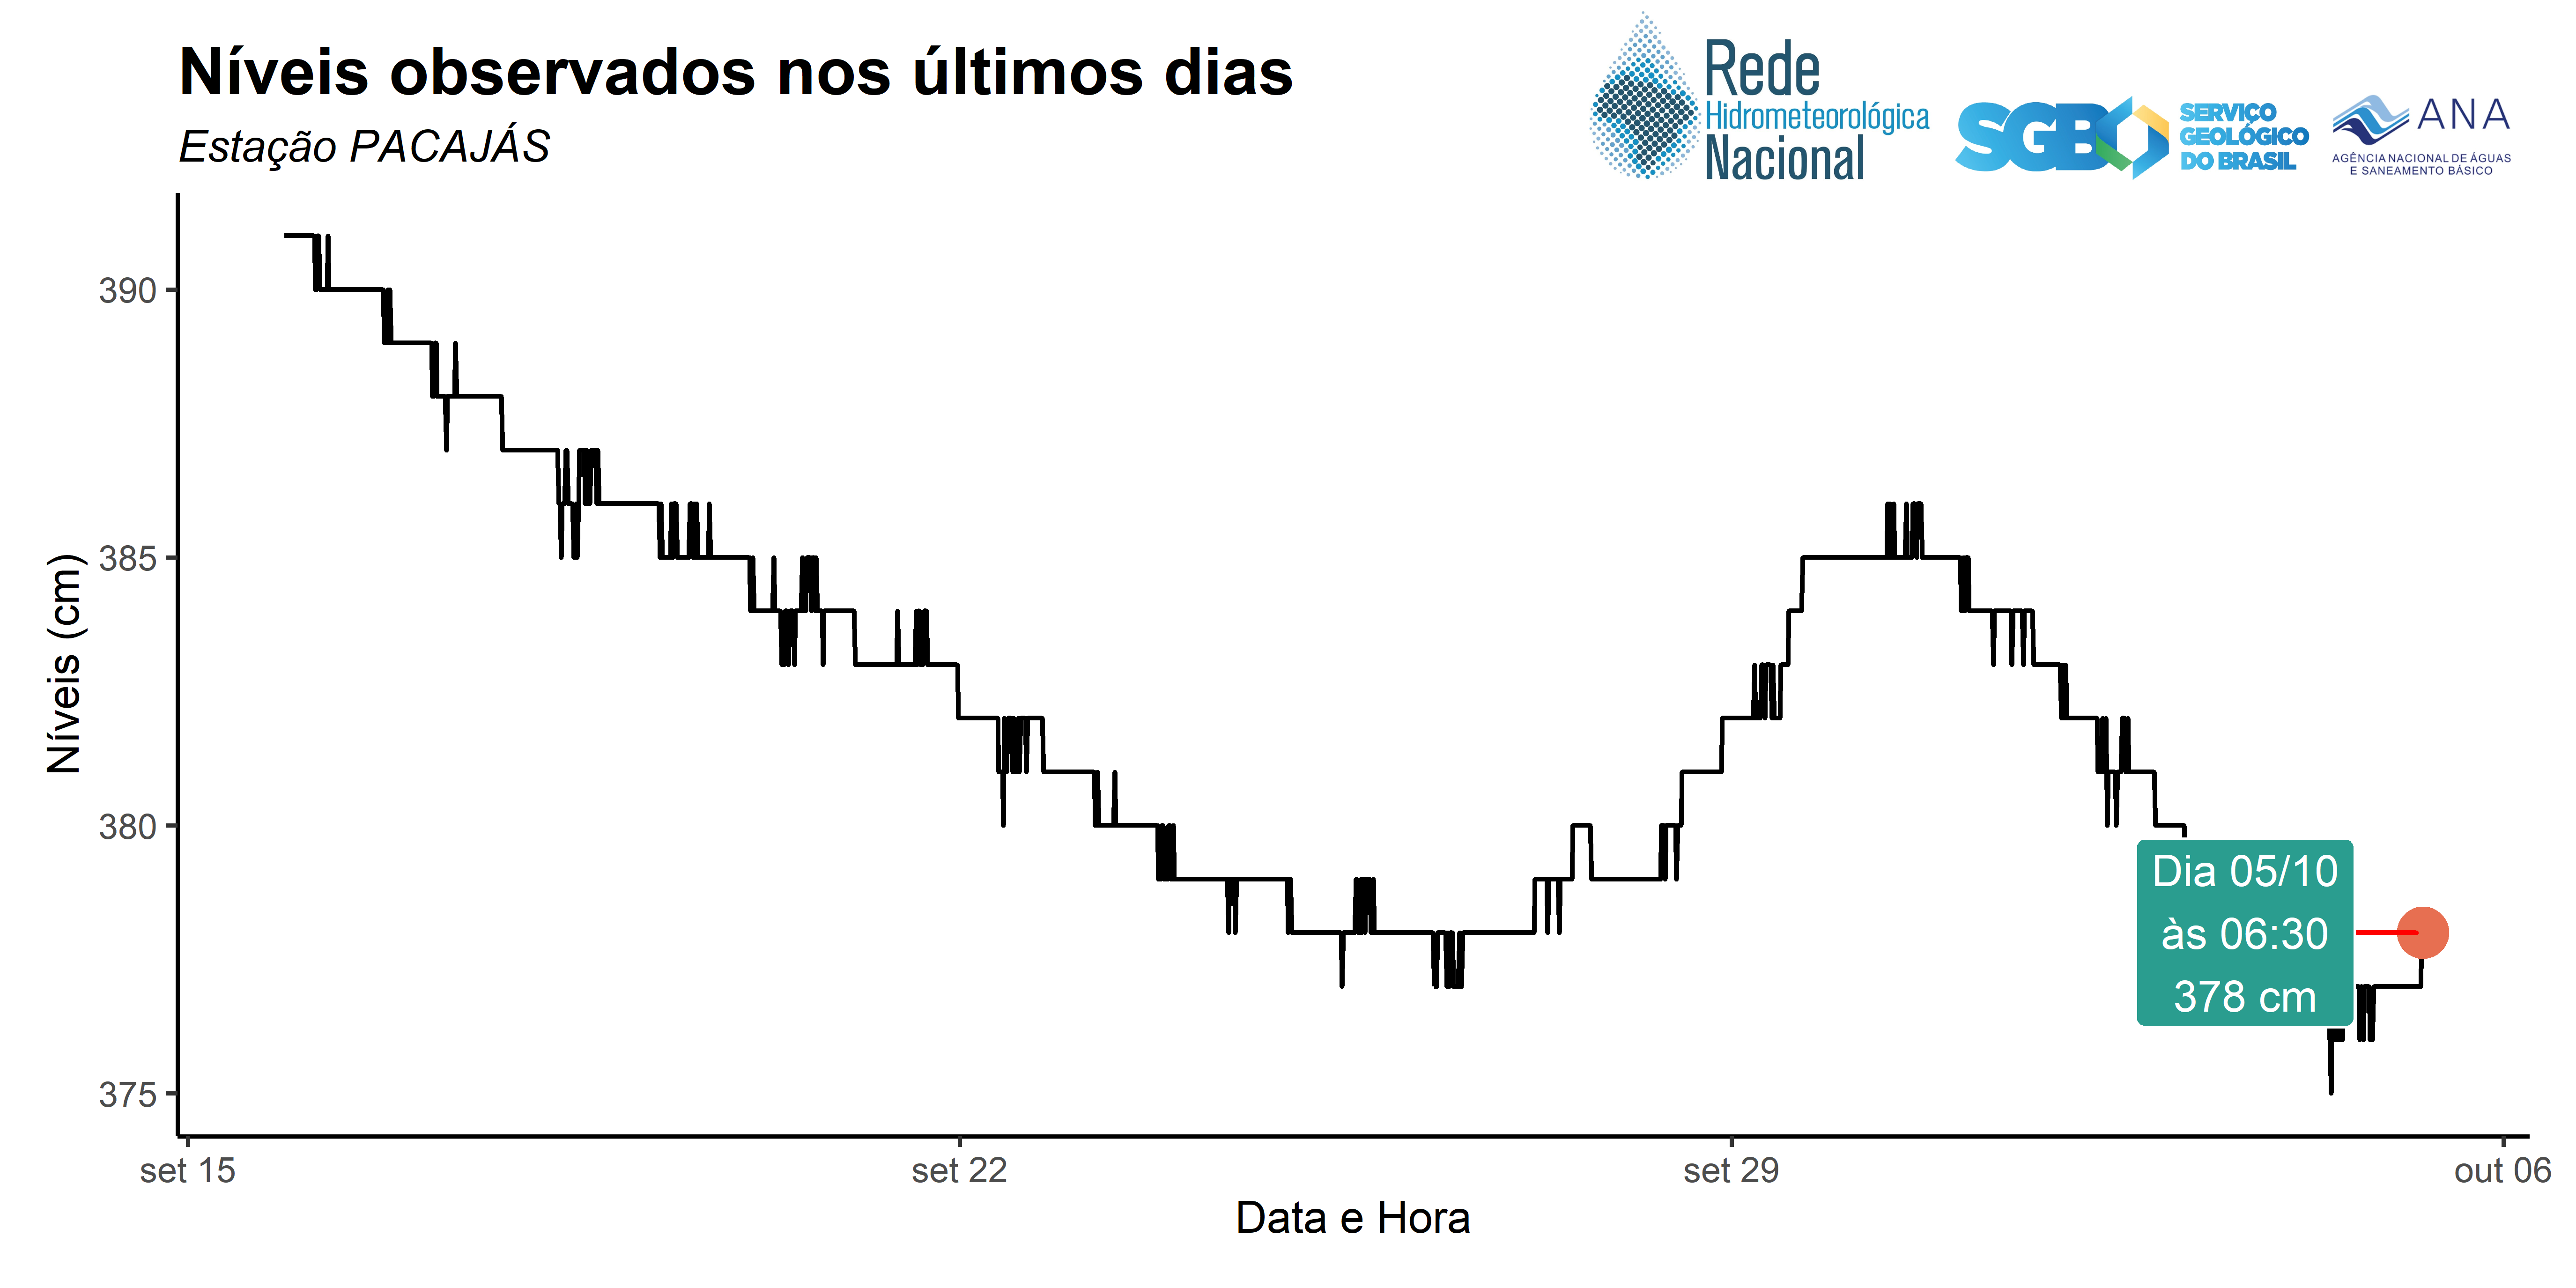 Níveis observados nos últimos dias
Estação PACAJÁS
Rede
Hidrometeorológica
Nacional
SGB
SERVIÇO
GEOLÓGICO
DO BRASIL
ANA
AGÊNCIA NACIONAL DE ÁGUAS
E SANEAMENTO BÁSICO
Níveis (cm)
390
385
380
375
Dia 05/10
às 06:30
378 cm
set 15
set 22
set 29
out 06
Data e Hora